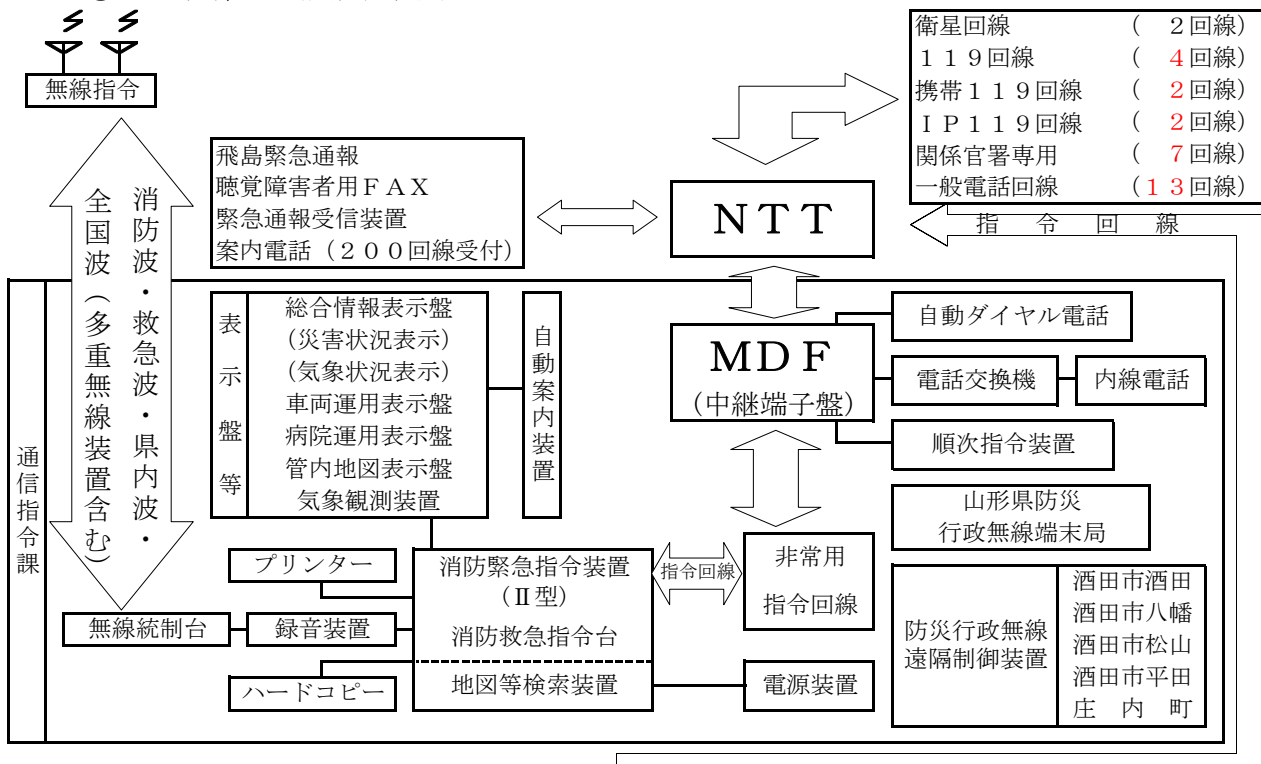 無線指令
衛星回線 （ ２回線）
１１９回線 （ ４回線）
携帯１１９回線 （ ２回線）
ＩＰ１１９回線 （ ２回線）
関係官署専用 （ ７回線）
一般電話回線 （１３回線）
飛島緊急通報
聴覚障害者用ＦＡＸ
緊急通報受信装置
案内電話（２００回線受付）
ＮＴＴ
指令回線
消防波・救急波・県内波・
全国波（多重無線装置含む）
通信指令課
表示盤等
総合情報表示盤
(災害状況表示)
(気象状況表示)
車両運用表示盤
病院運用表示盤
管内地図表示盤
気象観測装置
自動案内装置
ＭＤＦ
(中継端子盤)
自動ダイヤル電話
電話交換機
内線電話
順次指令装置
山形県防災
行政無線端末局
プリンター
消防緊急指令装置
(Ⅱ型)
消防救急指令台
指令回線
非常用
指令回線
無線統制台
録音装置
ハードコピー
地図等検索装置
電源装置
防災行政無線
遠隔制御装置
酒田市酒田
酒田市八幡
酒田市松山
酒田市平田
庄内町